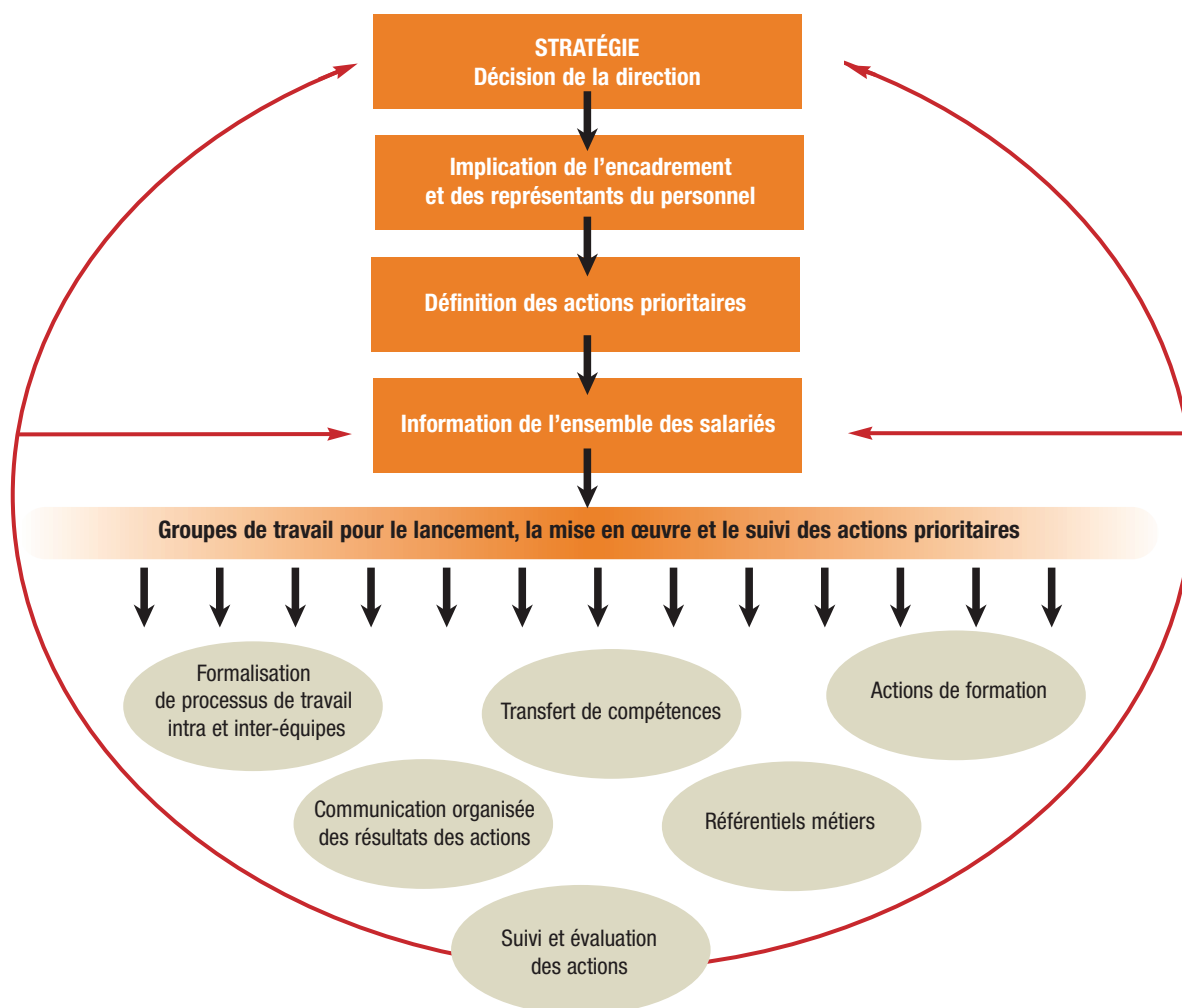 STRATÉGIE
Décision de la direction
Implication de l’encadrement
et des représentants du personnel
Définition des actions prioritaires
Information de l’ensemble des salariés
Groupes de travail pour le lancement, la mise en œuvre et le suivi des actions prioritaires
Formalisation
de processus de travail
intra et inter-équipes
Transfert de compétences
Actions de formation
Communication organisée
des résultats des actions
Référentiels métiers
Suivi et évaluation
des actions